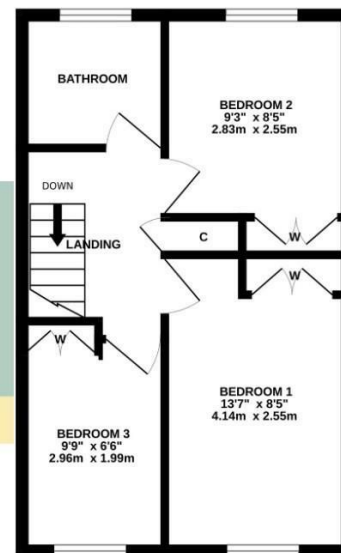 BATHROOM
BEDROOM 2
9'3" x 8'5"
2.83m x 2.55m
DOWN
LANDING
C
W
W
W
BEDROOM 1
13'7" x 8'5"
4.14m x 2.55m
BEDROOM 3
9'9" x 6'6"
2.96m x 1.99m